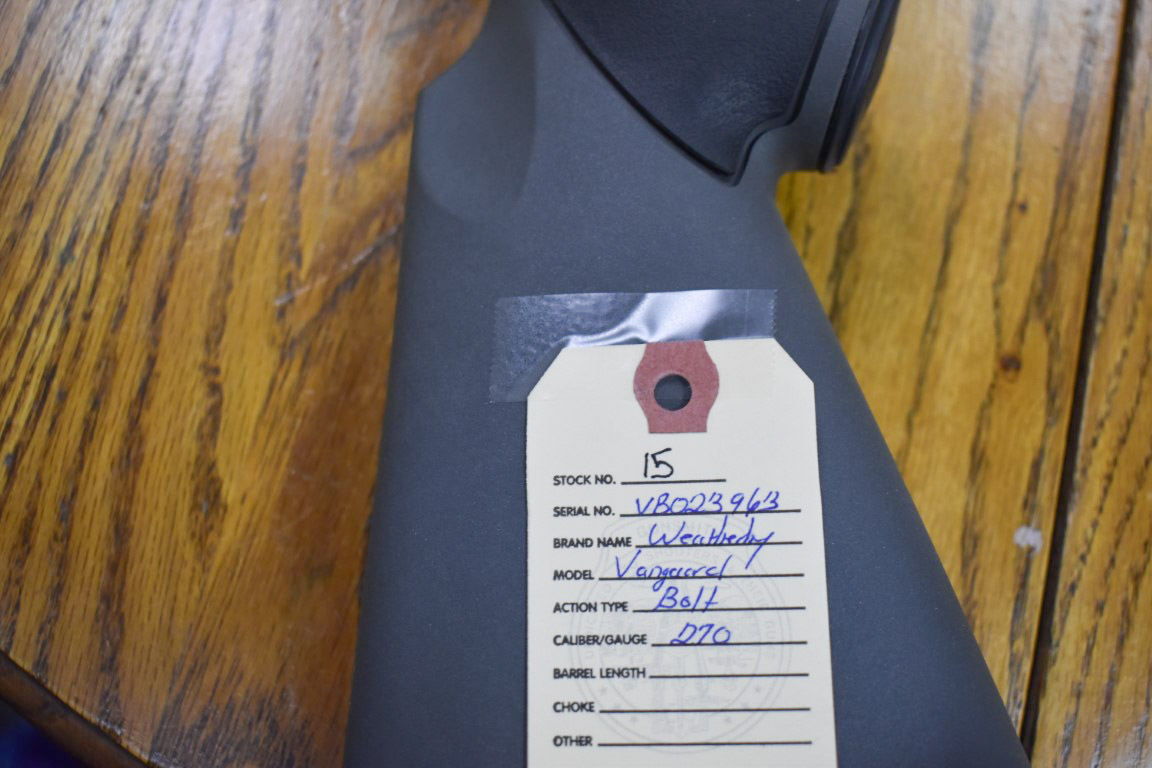 STOCK NO. 15
SERIAL NO. VB023963
BRAND NAME Weatherby
MODEL Vanguard
ACTION TYPE Bolt
CALIBER/GAUGE 270
BARREL LENGTH
CHOKE
OTHER